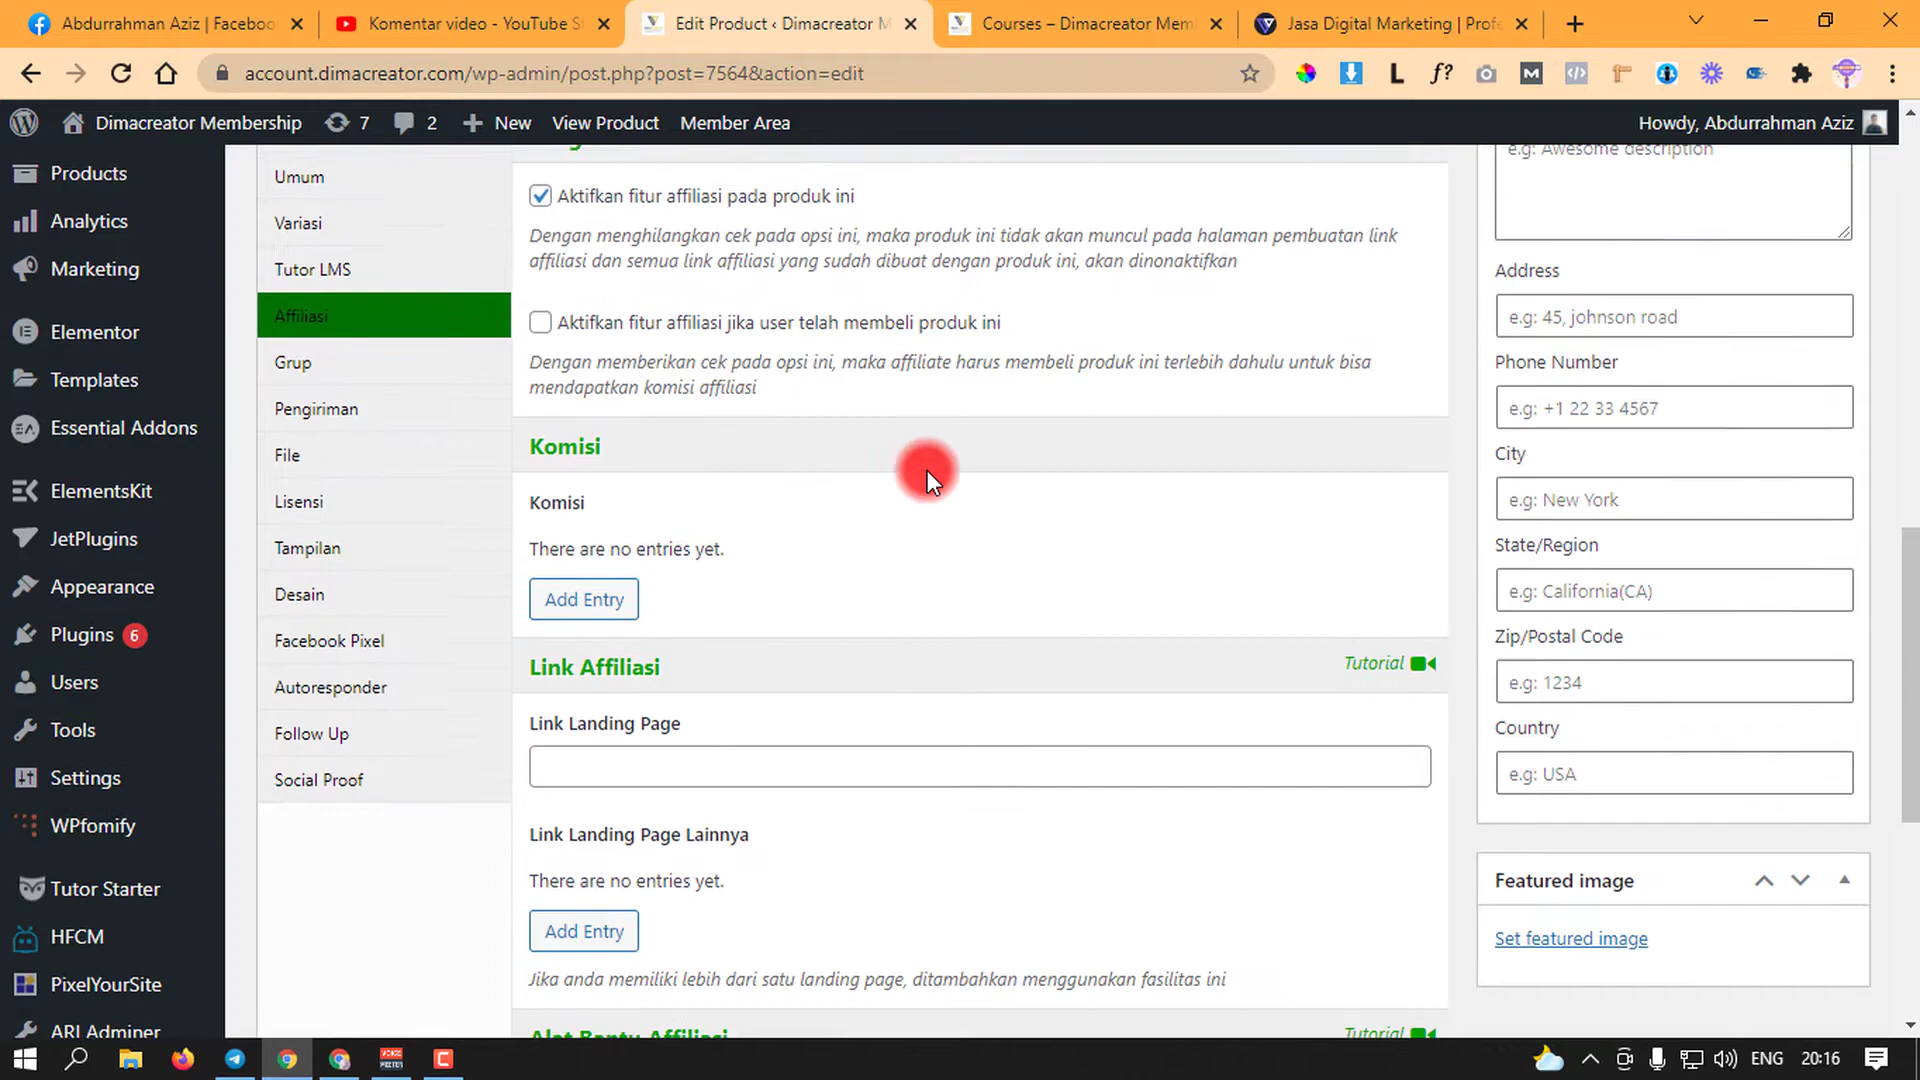 Abdurrahman Aziz | Faceboo
Komentar video - YouTube S
Edit Product ‹ Dimacreator M
Courses – Dimacreator Mem
Jasa Digital Marketing | Profe
account.dimacreator.com/wp-admin/post.php?post=7564&action=edit
Dimacreator Membership
7
2
New
View Product
Member Area
Howdy, Abdurrahman Aziz
Products
Analytics
Marketing
Elementor
Templates
Essential Addons
ElementsKit
JetPlugins
Appearance
Plugins 6
Users
Tools
Settings
WPfomify
Tutor Starter
HFCM
PixelYourSite
ARI Adminer
Umum
Variasi
Tutor LMS
Affiliasi
Grup
Pengiriman
File
Lisensi
Tampilan
Desain
Facebook Pixel
Autoresponder
Follow Up
Social Proof
Aktifkan fitur affiliasi pada produk ini
Dengan menghilangkan cek pada opsi ini, maka produk ini tidak akan muncul pada halaman pembuatan link
affiliasi dan semua link affiliasi yang sudah dibuat dengan produk ini, akan dinonaktifkan
Aktifkan fitur affiliasi jika user telah membeli produk ini
Dengan memberikan cek pada opsi ini, maka affiliate harus membeli produk ini terlebih dahulu untuk bisa
mendapatkan komisi affiliasi
Komisi
Komisi
There are no entries yet.
Add Entry
Link Affiliasi
Tutorial
Link Landing Page
Link Landing Page Lainnya
There are no entries yet.
Add Entry
Jika anda memiliki lebih dari satu landing page, ditambahkan menggunakan fasilitas ini
Alat Bantu Affiliasi
Tutorial
e.g: Awesome description
Address
e.g: 45, johnson road
Phone Number
e.g: +1 22 33 4567
City
e.g: New York
State/Region
e.g: California(CA)
Zip/Postal Code
e.g: 1234
Country
e.g: USA
Featured image
Set featured image
ENG
20:16